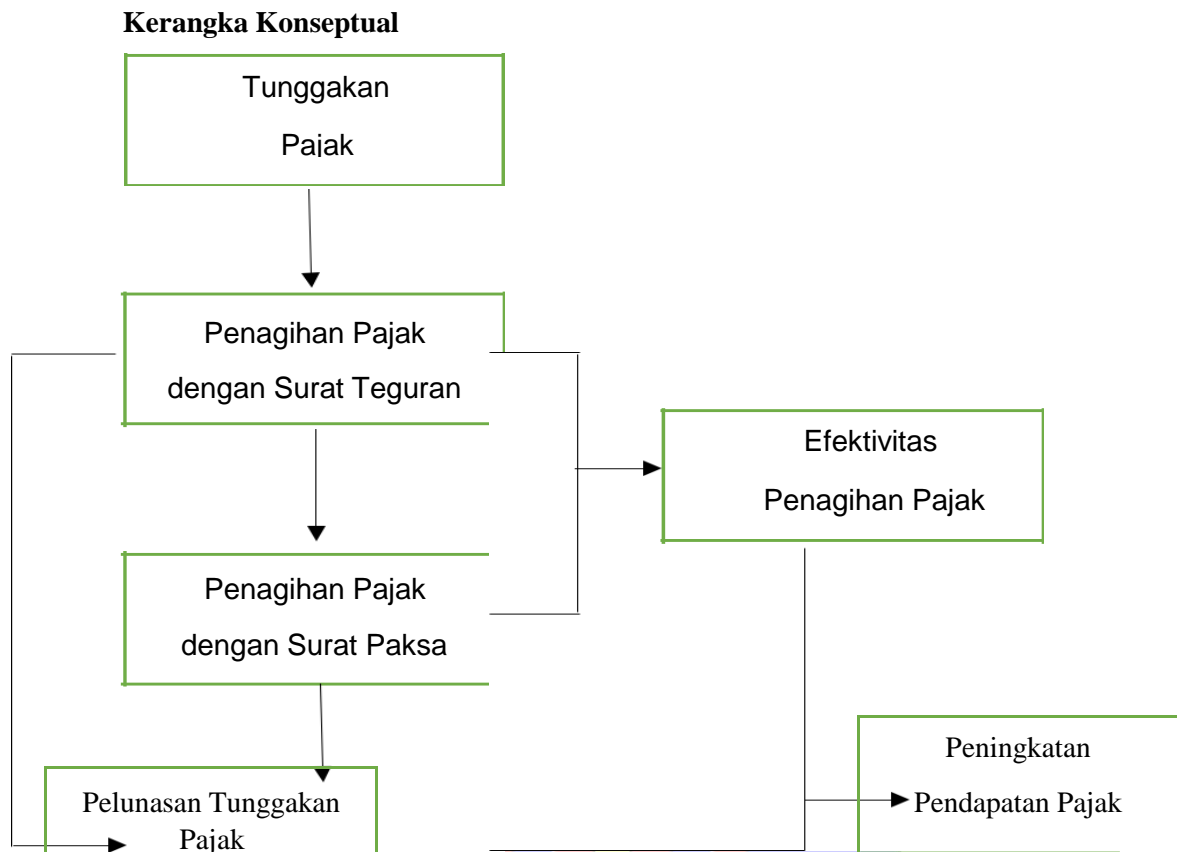 Kerangka Konseptual
Tunggakan
Pajak
Penagihan Pajak
dengan Surat Teguran
Efektivitas
Penagihan Pajak
Penagihan Pajak
dengan Surat Paksa
Peningkatan
Pendapatan Pajak
Pelunasan Tunggakan
Pajak